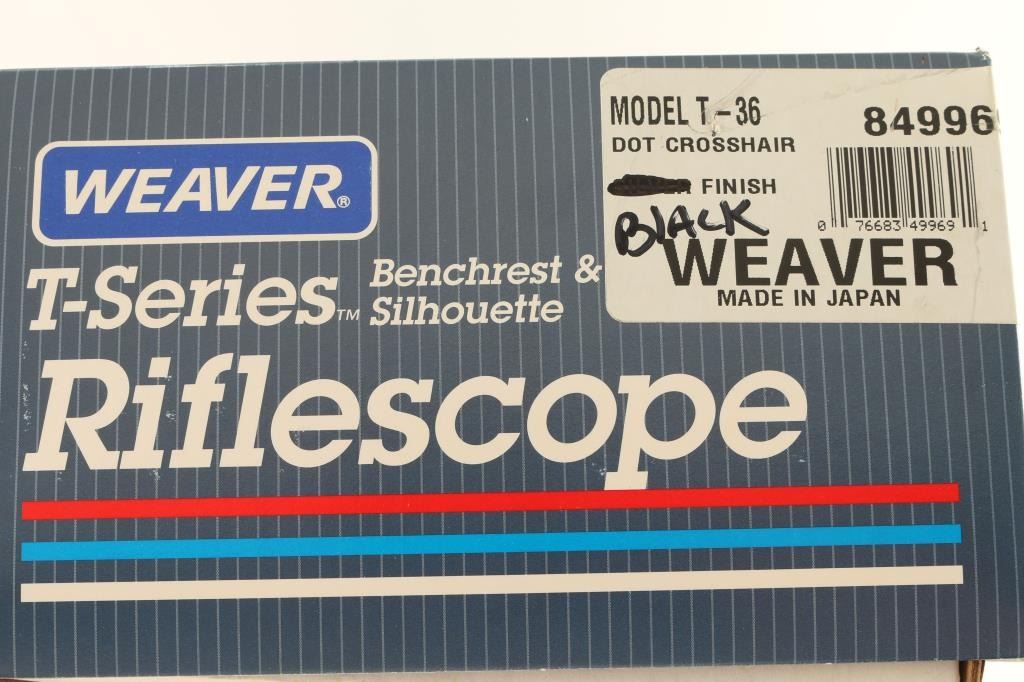 WEAVER®
T-Series™
Benchrest &
Silhouette
Riflescope
MODEL T-36
84996
DOT CROSSHAIR
FINISH
BLACK
0 76683 49969 1
WEAVER
MADE IN JAPAN